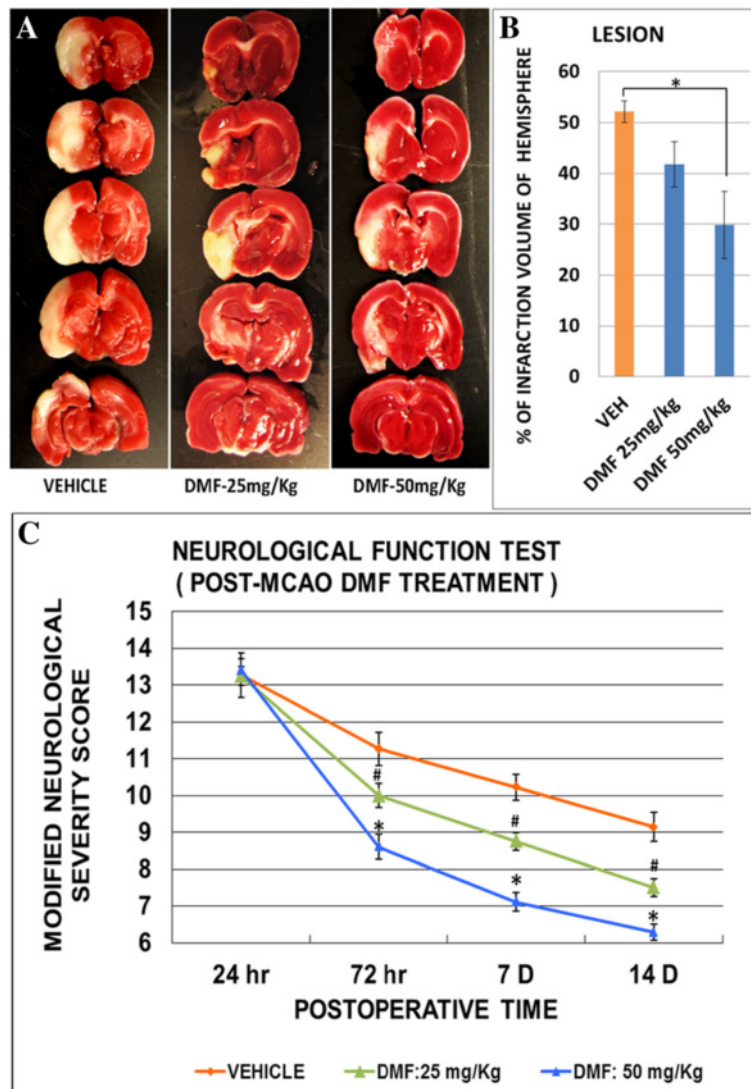 A
VEHICLE
DMF-25mg/Kg
DMF-50mg/Kg
B
LESION
% OF INFARCTION VOLUME OF HEMISPHERE
60
50
40
30
20
10
0
*
VEH
DMF 25mg/kg
DMF 50mg/kg
C
NEUROLOGICAL FUNCTION TEST
( POST-MCAO DMF TREATMENT )
MODIFIED NEUROLOGICAL
SEVERITY SCORE
15
14
13
12
11
10
9
8
7
6
#
*
#
*
#
*
24 hr 72 hr 7 D 14 D
POSTOPERATIVE TIME
VEHICLE DMF:25 mg/Kg DMF: 50 mg/Kg